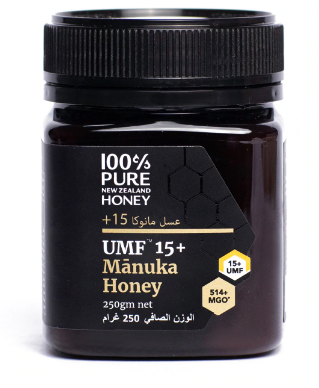 100%
PURE
NEW ZEALAND
HONEY
عسل مانوكا 15+
UMF™ 15+
Mānuka
Honey
250gm net
الوزن الصافي 250 غرام
15+
UMF
514+
MGO*